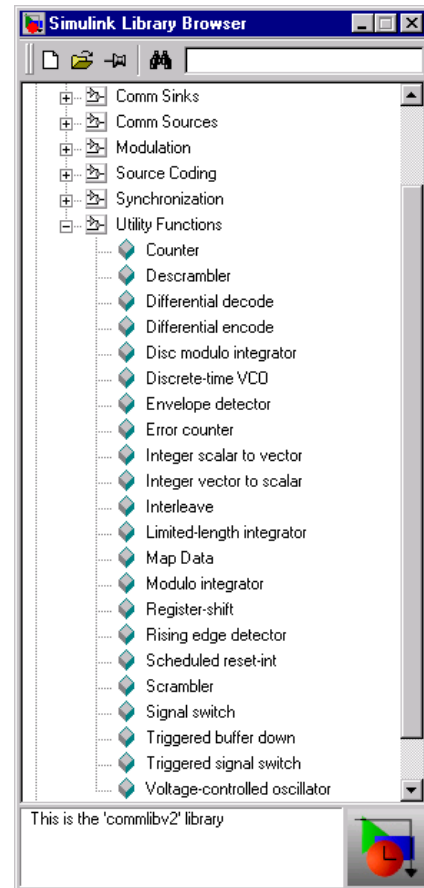 Simulink Library Browser
Comm Sinks
Comm Sources
Modulation
Source Coding
Synchronization
Utility Functions
Counter
Descrambler
Differential decode
Differential encode
Disc modulo integrator
Discrete-time VCO
Envelope detector
Error counter
Integer scalar to vector
Integer vector to scalar
Interleave
Limited-length integrator
Map Data
Modulo integrator
Register-shift
Rising edge detector
Scheduled reset-int
Scrambler
Signal switch
Triggered buffer down
Triggered signal switch
Voltage-controlled oscillator
This is the 'commlibv2' library